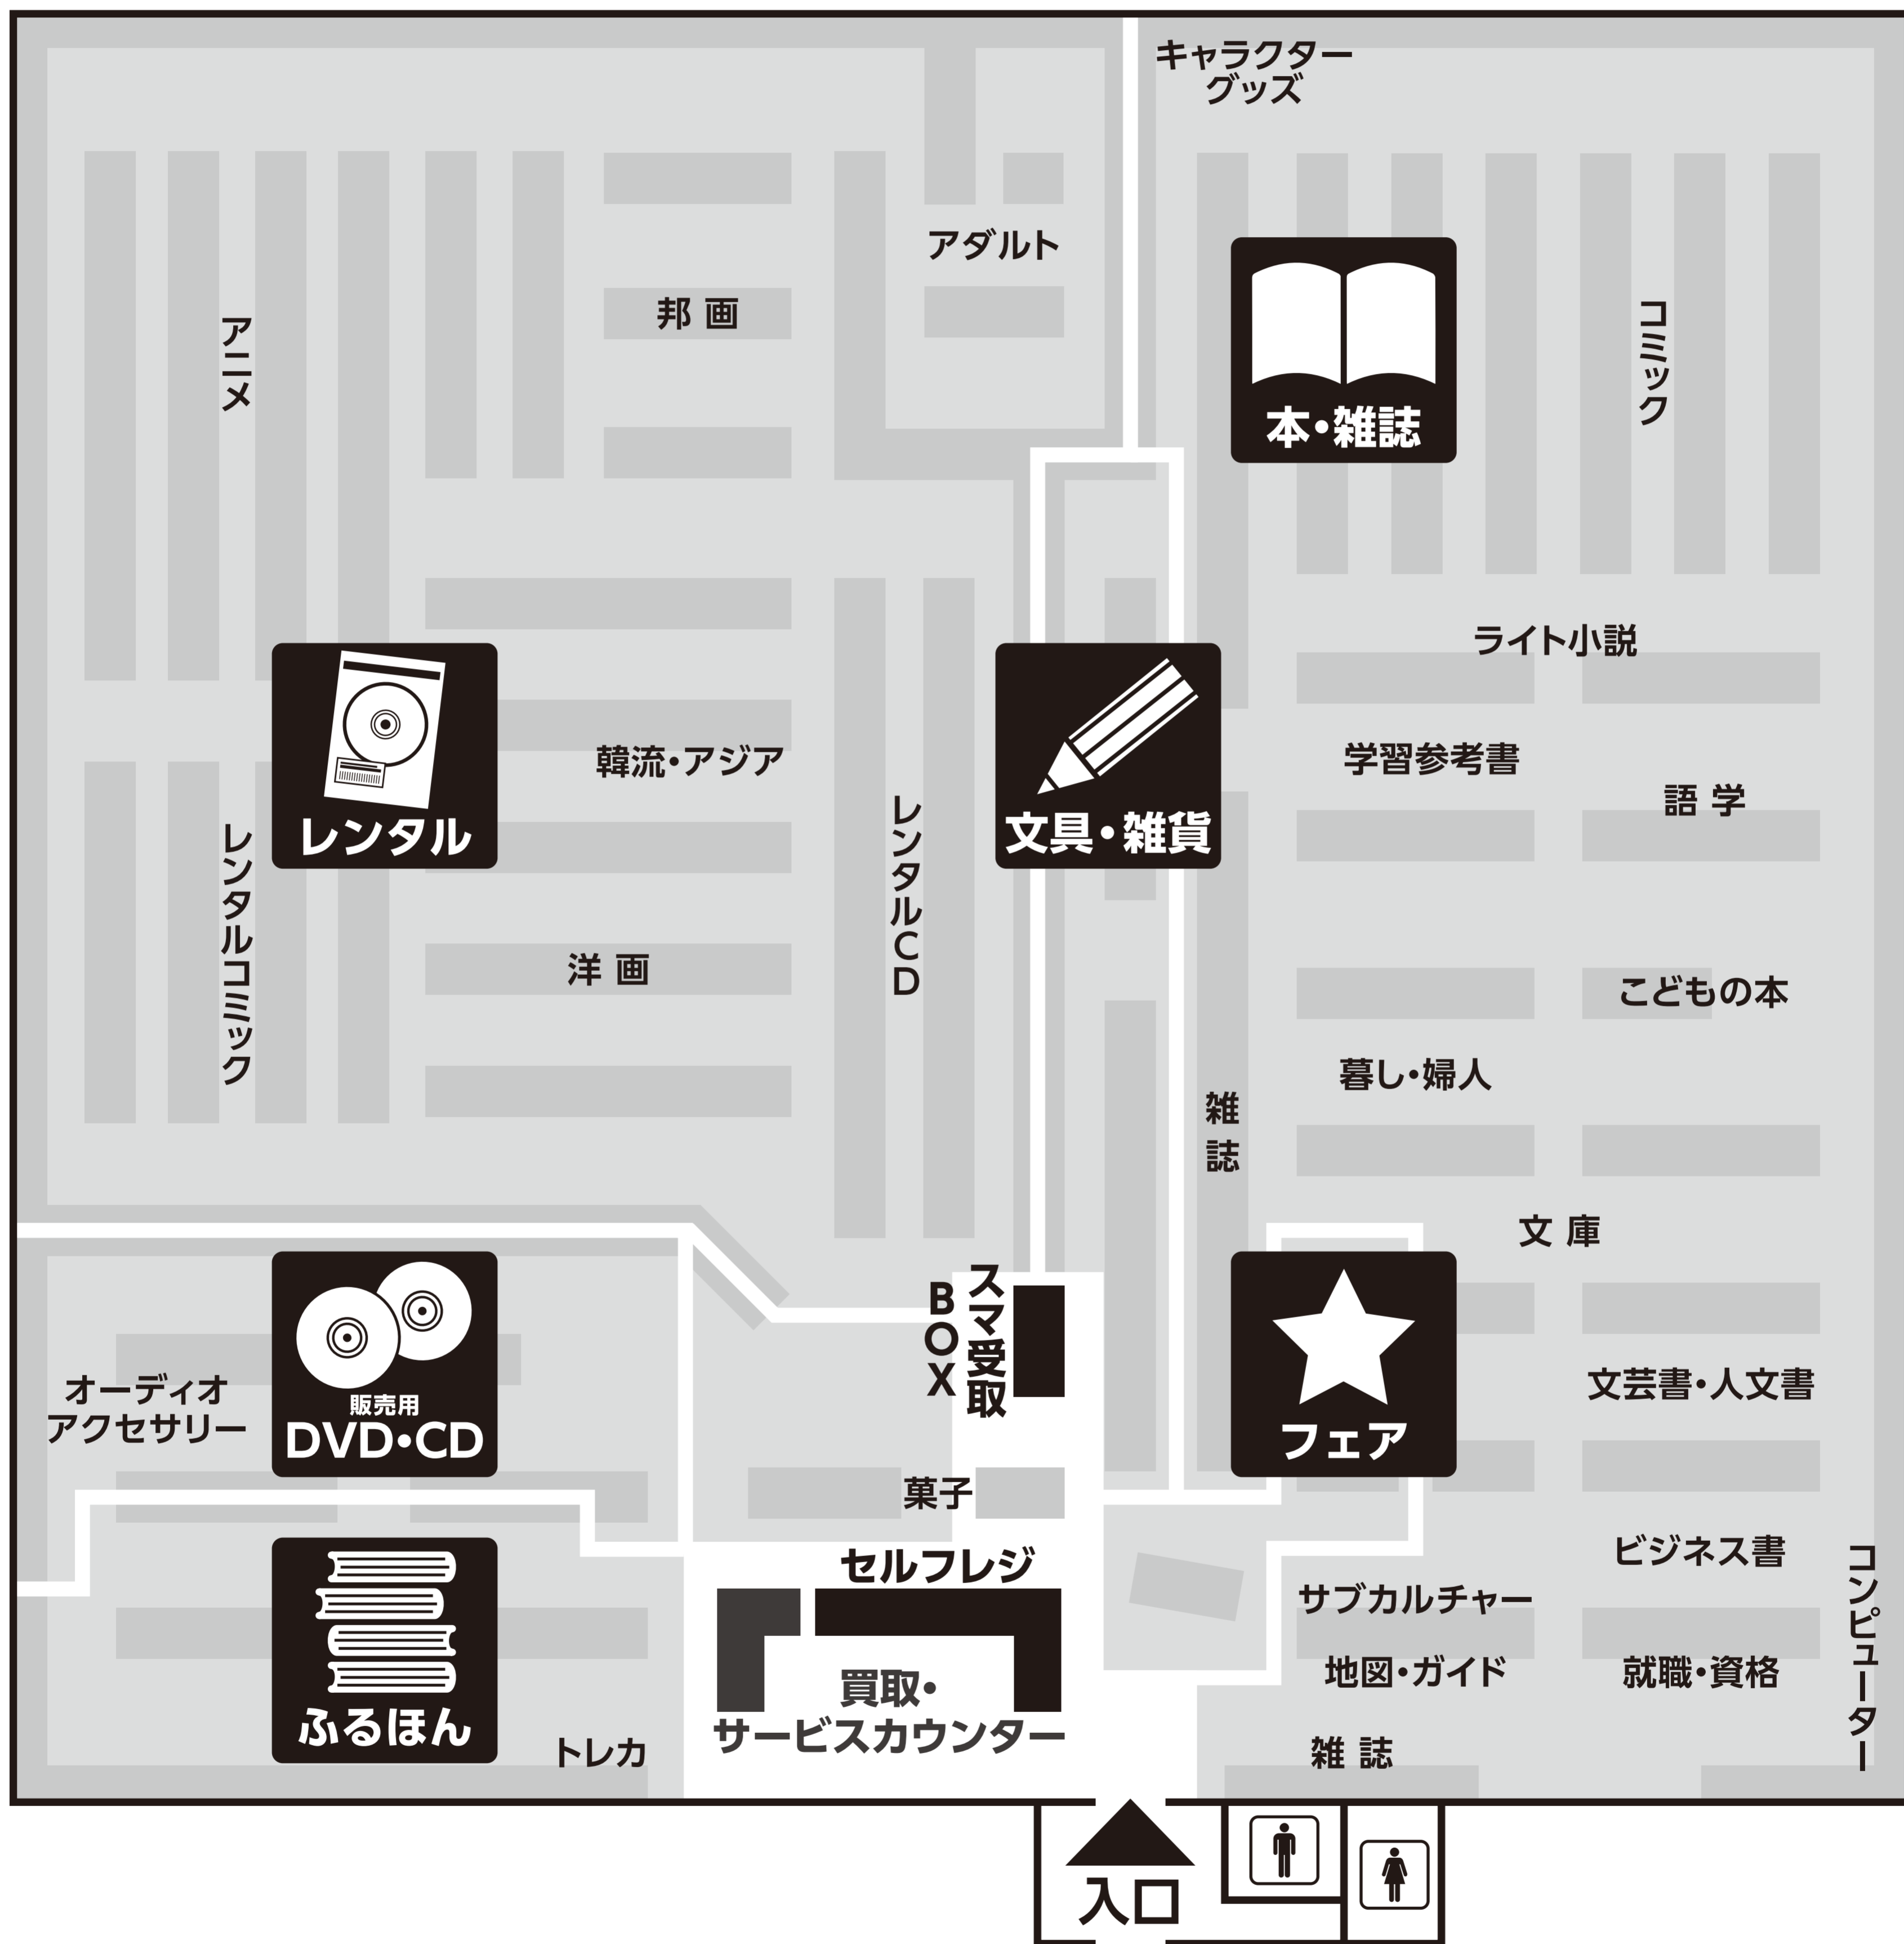 キャラクター
グッズ
アダルト
邦画
アニメ
コミック
本・雑誌
ライト小説
学習参考書
語学
韓流・アジア
レンタル
文具・雑貨
レンタルコミック
レンタルCD
洋画
こどもの本
暮し・婦人
雑誌
文庫
スマ受取
BOX
オーディオ
アクセサリー
販売用
DVD・CD
フェア
文芸書・人文書
菓子
セルフレジ
ビジネス書
コンピューター
サブカルチャー
地図・ガイド
就職・資格
買取・
サービスカウンター
ふるほん
トレカ
雑誌
入口